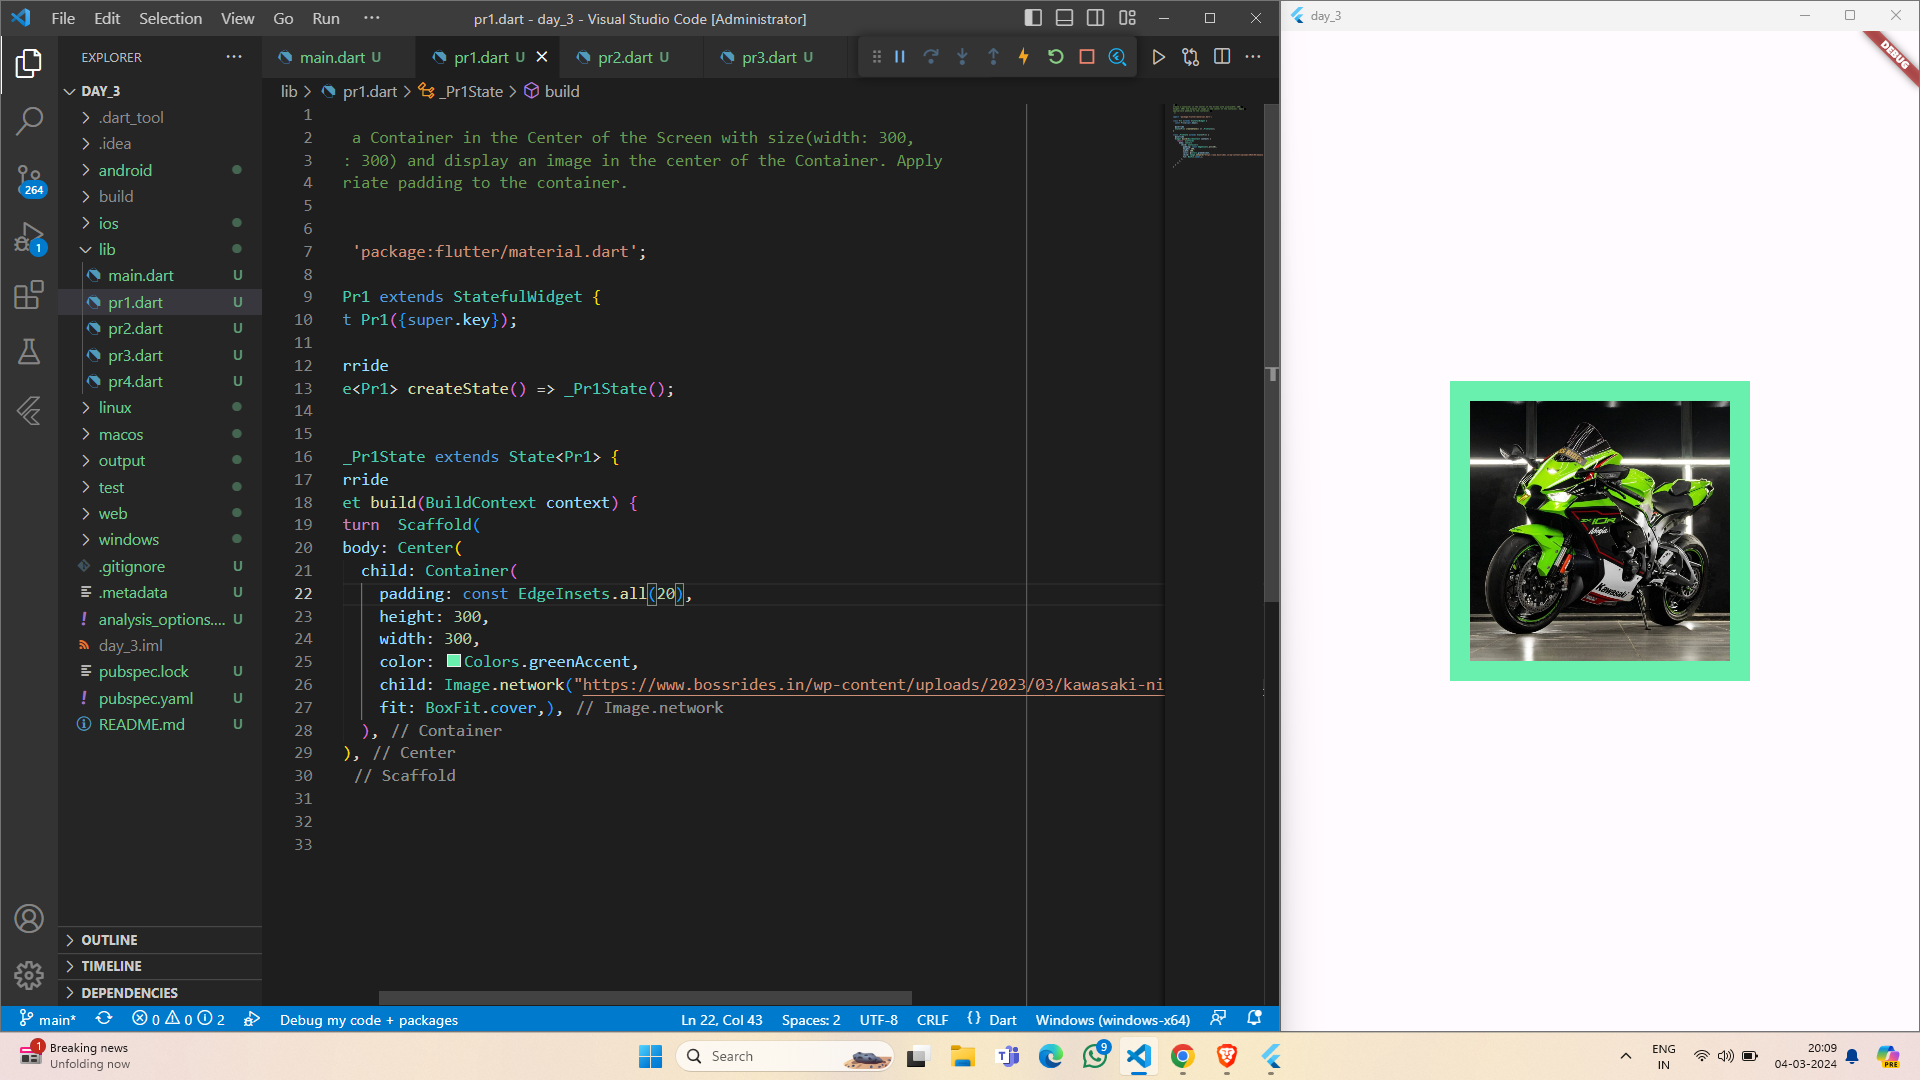 File Edit Selection View Go Run ···
pr1.dart - day_3 - Visual Studio Code [Administrator]
day_3
DEBUG
EXPLORER
main.dart U
pr1.dart U
pr2.dart U
pr3.dart U
DAY_3
lib > pr1.dart > _Pr1State > build
.dart_tool
.idea
android
build
ios
lib
main.dart U
pr1.dart U
pr2.dart U
pr3.dart U
pr4.dart U
linux
macos
output
test
web
windows
.gitignore U
.metadata U
analysis_options.... U
day_3.iml
pubspec.lock U
pubspec.yaml U
README.md U
OUTLINE
TIMELINE
DEPENDENCIES
264
1
1
2 a Container in the Center of the Screen with size(width: 300,
3 : 300) and display an image in the center of the Container. Apply
4 riate padding to the container.
5
6
7 'package:flutter/material.dart';
8
9 Pr1 extends StatefulWidget {
10 t Pr1({super.key});
11
12 rride
13 e<Pr1> createState() => _Pr1State();
14
15
16 _Pr1State extends State<Pr1> {
17 rride
18 et build(BuildContext context) {
19 turn  Scaffold(
20 body: Center(
21 child: Container(
22 padding: const EdgeInsets.all(20),
23 height: 300,
24 width: 300,
25 color: Colors.greenAccent,
26 child: Image.network("https://www.bossrides.in/wp-content/uploads/2023/03/kawasaki-ni
27 fit: BoxFit.cover,), // Image.network
28 ), // Container
29 ), // Center
30 // Scaffold
31
32
33
ZX-10R
Ninja
Kawasaki
main*
0 0 2
Debug my code + packages
Ln 22, Col 43
Spaces: 2
UTF-8
CRLF
{} Dart
Windows (windows-x64)
1
Breaking news
Unfolding now
Search
9
ENG
IN
20:09
04-03-2024
PRE